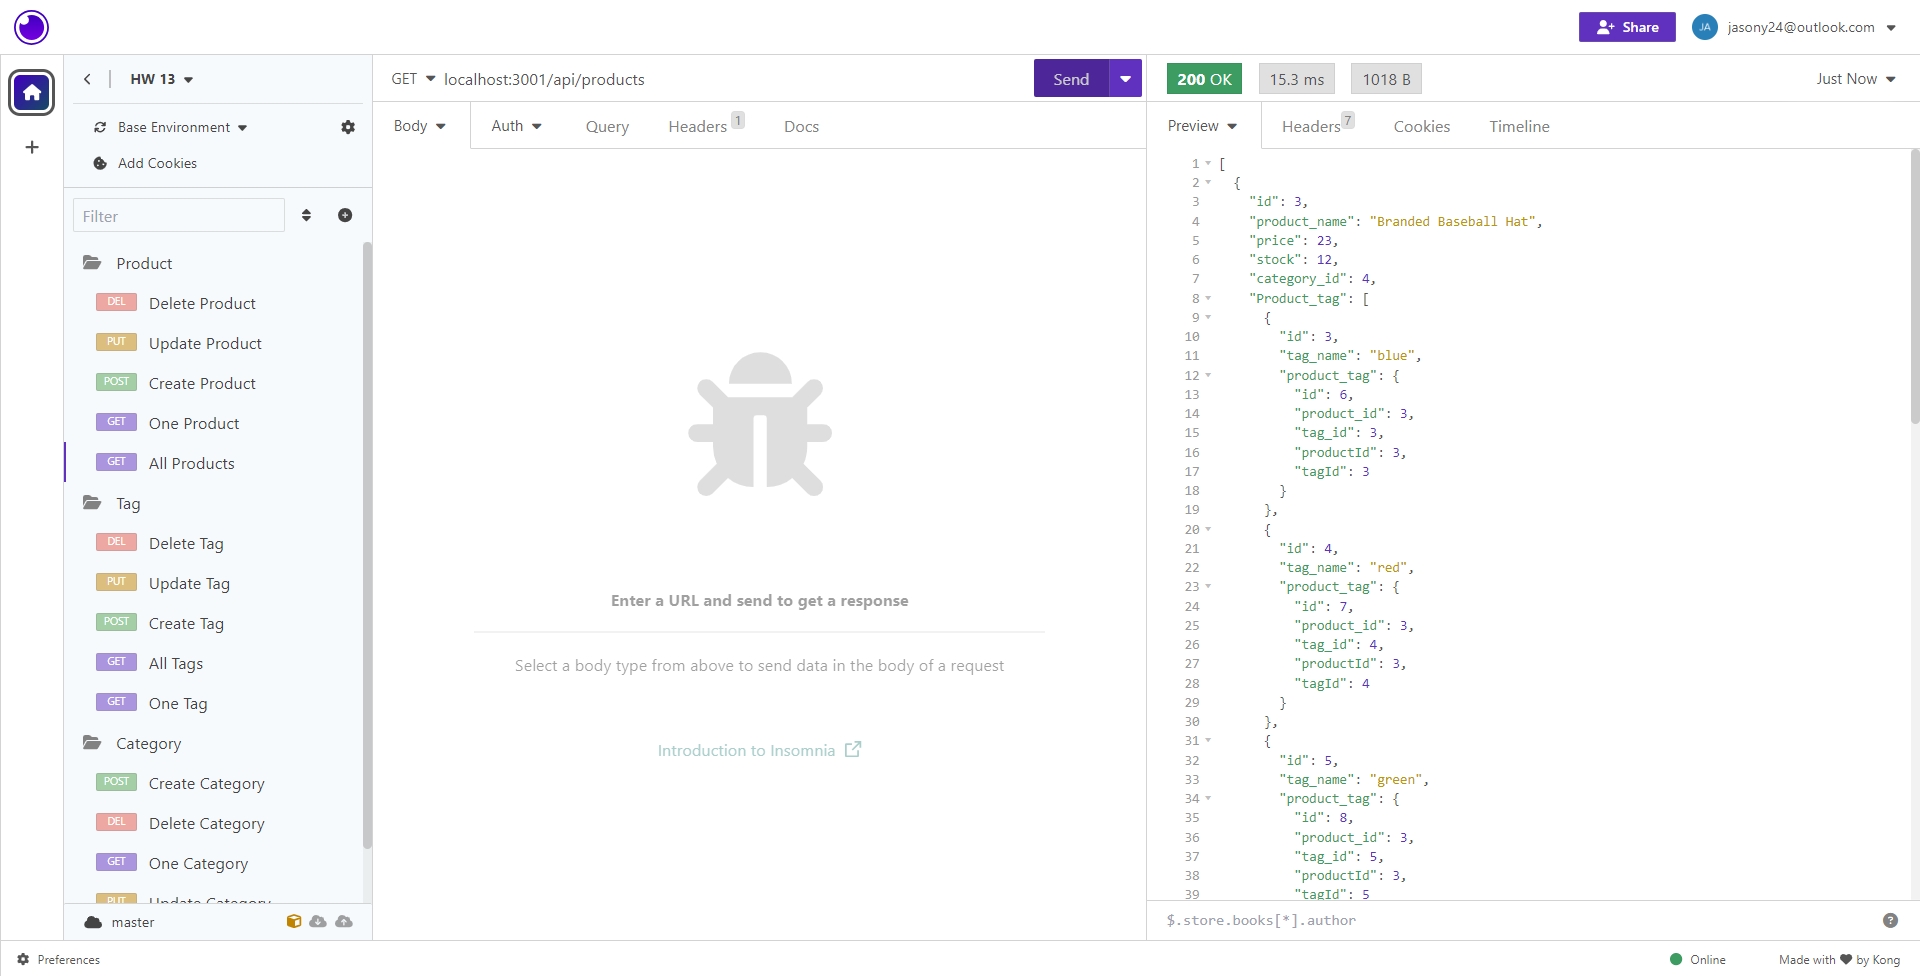 Share
JA
jasony24@outlook.com
HW 13
Base Environment
Add Cookies
Filter
Product
DEL Delete Product
PUT Update Product
POST Create Product
GET One Product
GET All Products
Tag
DEL Delete Tag
PUT Update Tag
POST Create Tag
GET All Tags
GET One Tag
Category
POST Create Category
DEL Delete Category
GET One Category
PUT Update Category
master
GET localhost:3001/api/products
Send
Body Auth Query Headers 1 Docs
Enter a URL and send to get a response
Select a body type from above to send data in the body of a request
Introduction to Insomnia
200 OK 15.3 ms 1018 B Just Now
Preview Headers 7 Cookies Timeline
1 [
2 {
3 "id": 3,
4 "product_name": "Branded Baseball Hat",
5 "price": 23,
6 "stock": 12,
7 "category_id": 4,
8 "Product_tag": [
9 {
10 "id": 3,
11 "tag_name": "blue",
12 "product_tag": {
13 "id": 6,
14 "product_id": 3,
15 "tag_id": 3,
16 "productId": 3,
17 "tagId": 3
18 }
19 },
20 {
21 "id": 4,
22 "tag_name": "red",
23 "product_tag": {
24 "id": 7,
25 "product_id": 3,
26 "tag_id": 4,
27 "productId": 3,
28 "tagId": 4
29 }
30 },
31 {
32 "id": 5,
33 "tag_name": "green",
34 "product_tag": {
35 "id": 8,
36 "product_id": 3,
37 "tag_id": 5,
38 "productId": 3,
39 "tagId": 5
$.store.books[*].author
Preferences
Online
Made with ♥ by Kong